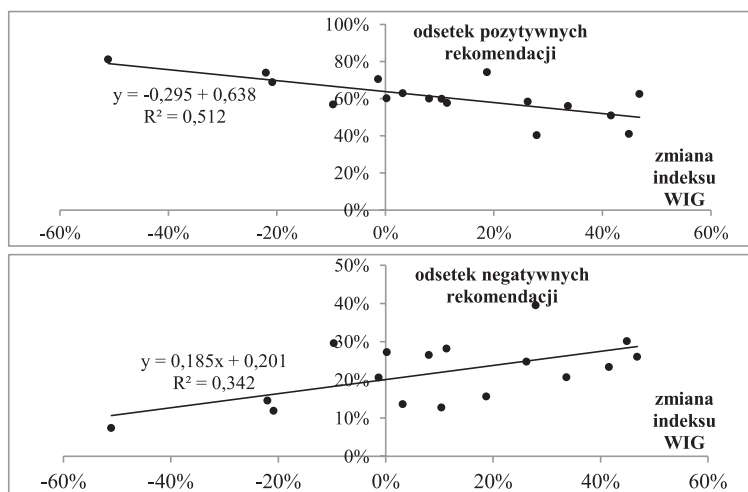 100%
80%
60%
40%
20%
0%
odsetek pozytywnych
rekomendacji
y = -0,295 + 0,638
R² = 0,512
zmiana
indeksu
WIG
-60%
-40%
-20%
0%
20%
40%
60%
50%
40%
30%
20%
10%
0%
odsetek negatywnych
rekomendacji
y = 0,185x + 0,201
R² = 0,342
zmiana
indeksu
WIG
-60%
-40%
-20%
0%
20%
40%
60%